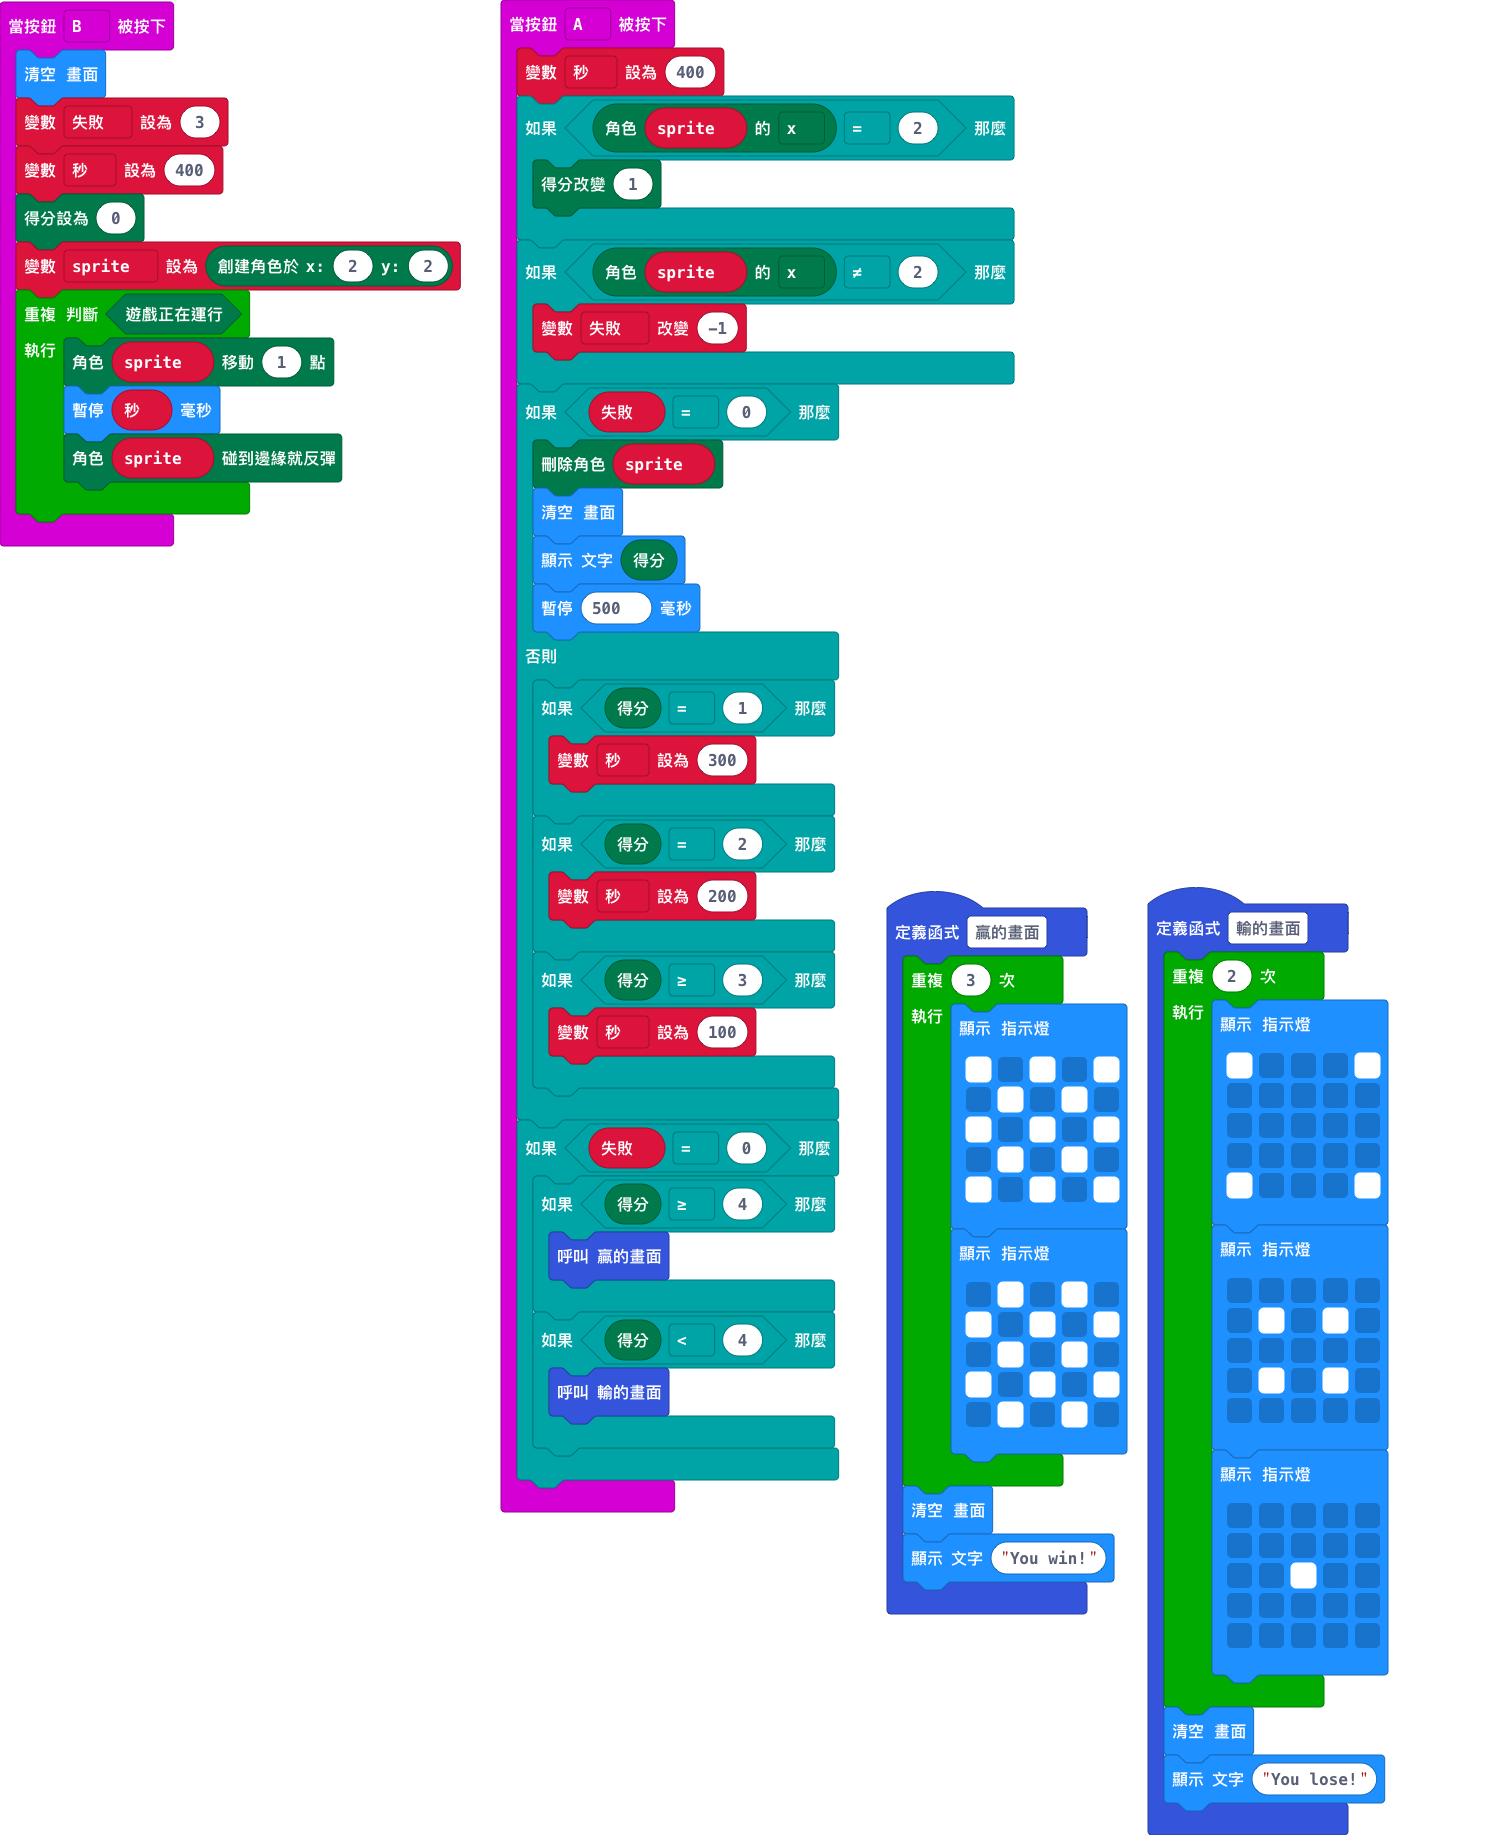 當按鈕 B 被按下
清空 畫面
變數 失敗 設為 3
變數 秒 設為 400
得分設為 0
變數 sprite 設為 創建角色於 x: 2 y: 2
重複 判斷 遊戲正在運行
執行
角色 sprite 移動 1 點
暫停 秒 毫秒
角色 sprite 碰到邊緣就反彈
當按鈕 A 被按下
變數 秒 設為 400
如果 角色 sprite 的 x = 2 那麼
得分改變 1
如果 角色 sprite 的 x ≠ 2 那麼
變數 失敗 改變 -1
如果 失敗 = 0 那麼
刪除角色 sprite
清空 畫面
顯示 文字 得分
暫停 500 毫秒
否則
如果 得分 = 1 那麼
變數 秒 設為 300
如果 得分 = 2 那麼
變數 秒 設為 200
如果 得分 ≥ 3 那麼
變數 秒 設為 100
如果 失敗 = 0 那麼
如果 得分 ≥ 4 那麼
呼叫 贏的畫面
如果 得分 < 4 那麼
呼叫 輸的畫面
定義函式 贏的畫面
重複 3 次
執行
顯示 指示燈
顯示 指示燈
清空 畫面
顯示 文字 "You win!"
定義函式 輸的畫面
重複 2 次
執行
顯示 指示燈
顯示 指示燈
顯示 指示燈
清空 畫面
顯示 文字 "You lose!"